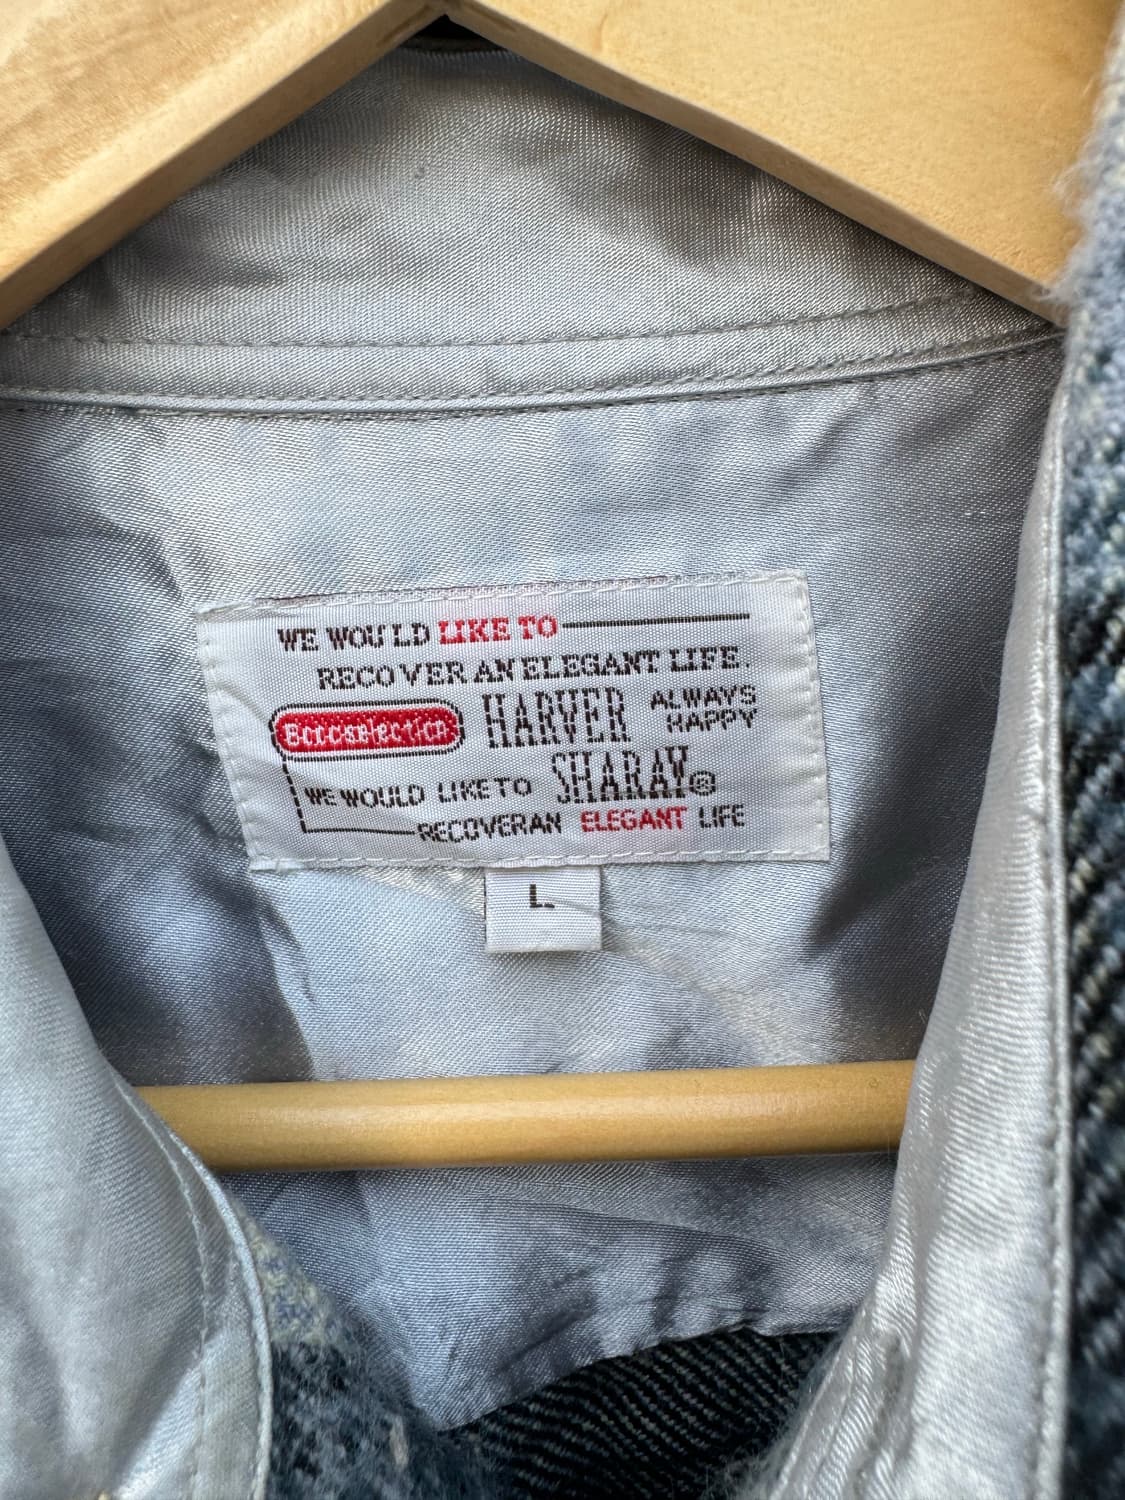 WE WOULD LIKE TO
RECOVER AN ELEGANT LIFE.
HARVER ALWAYS HAPPY
SHARAY®
WE WOULD LIKE TO
RECOVERAN ELEGANT LIFE
L